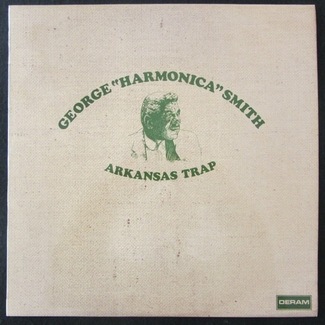 GEORGE "HARMONICA" SMITH
ARKANSAS TRAP
DERAM